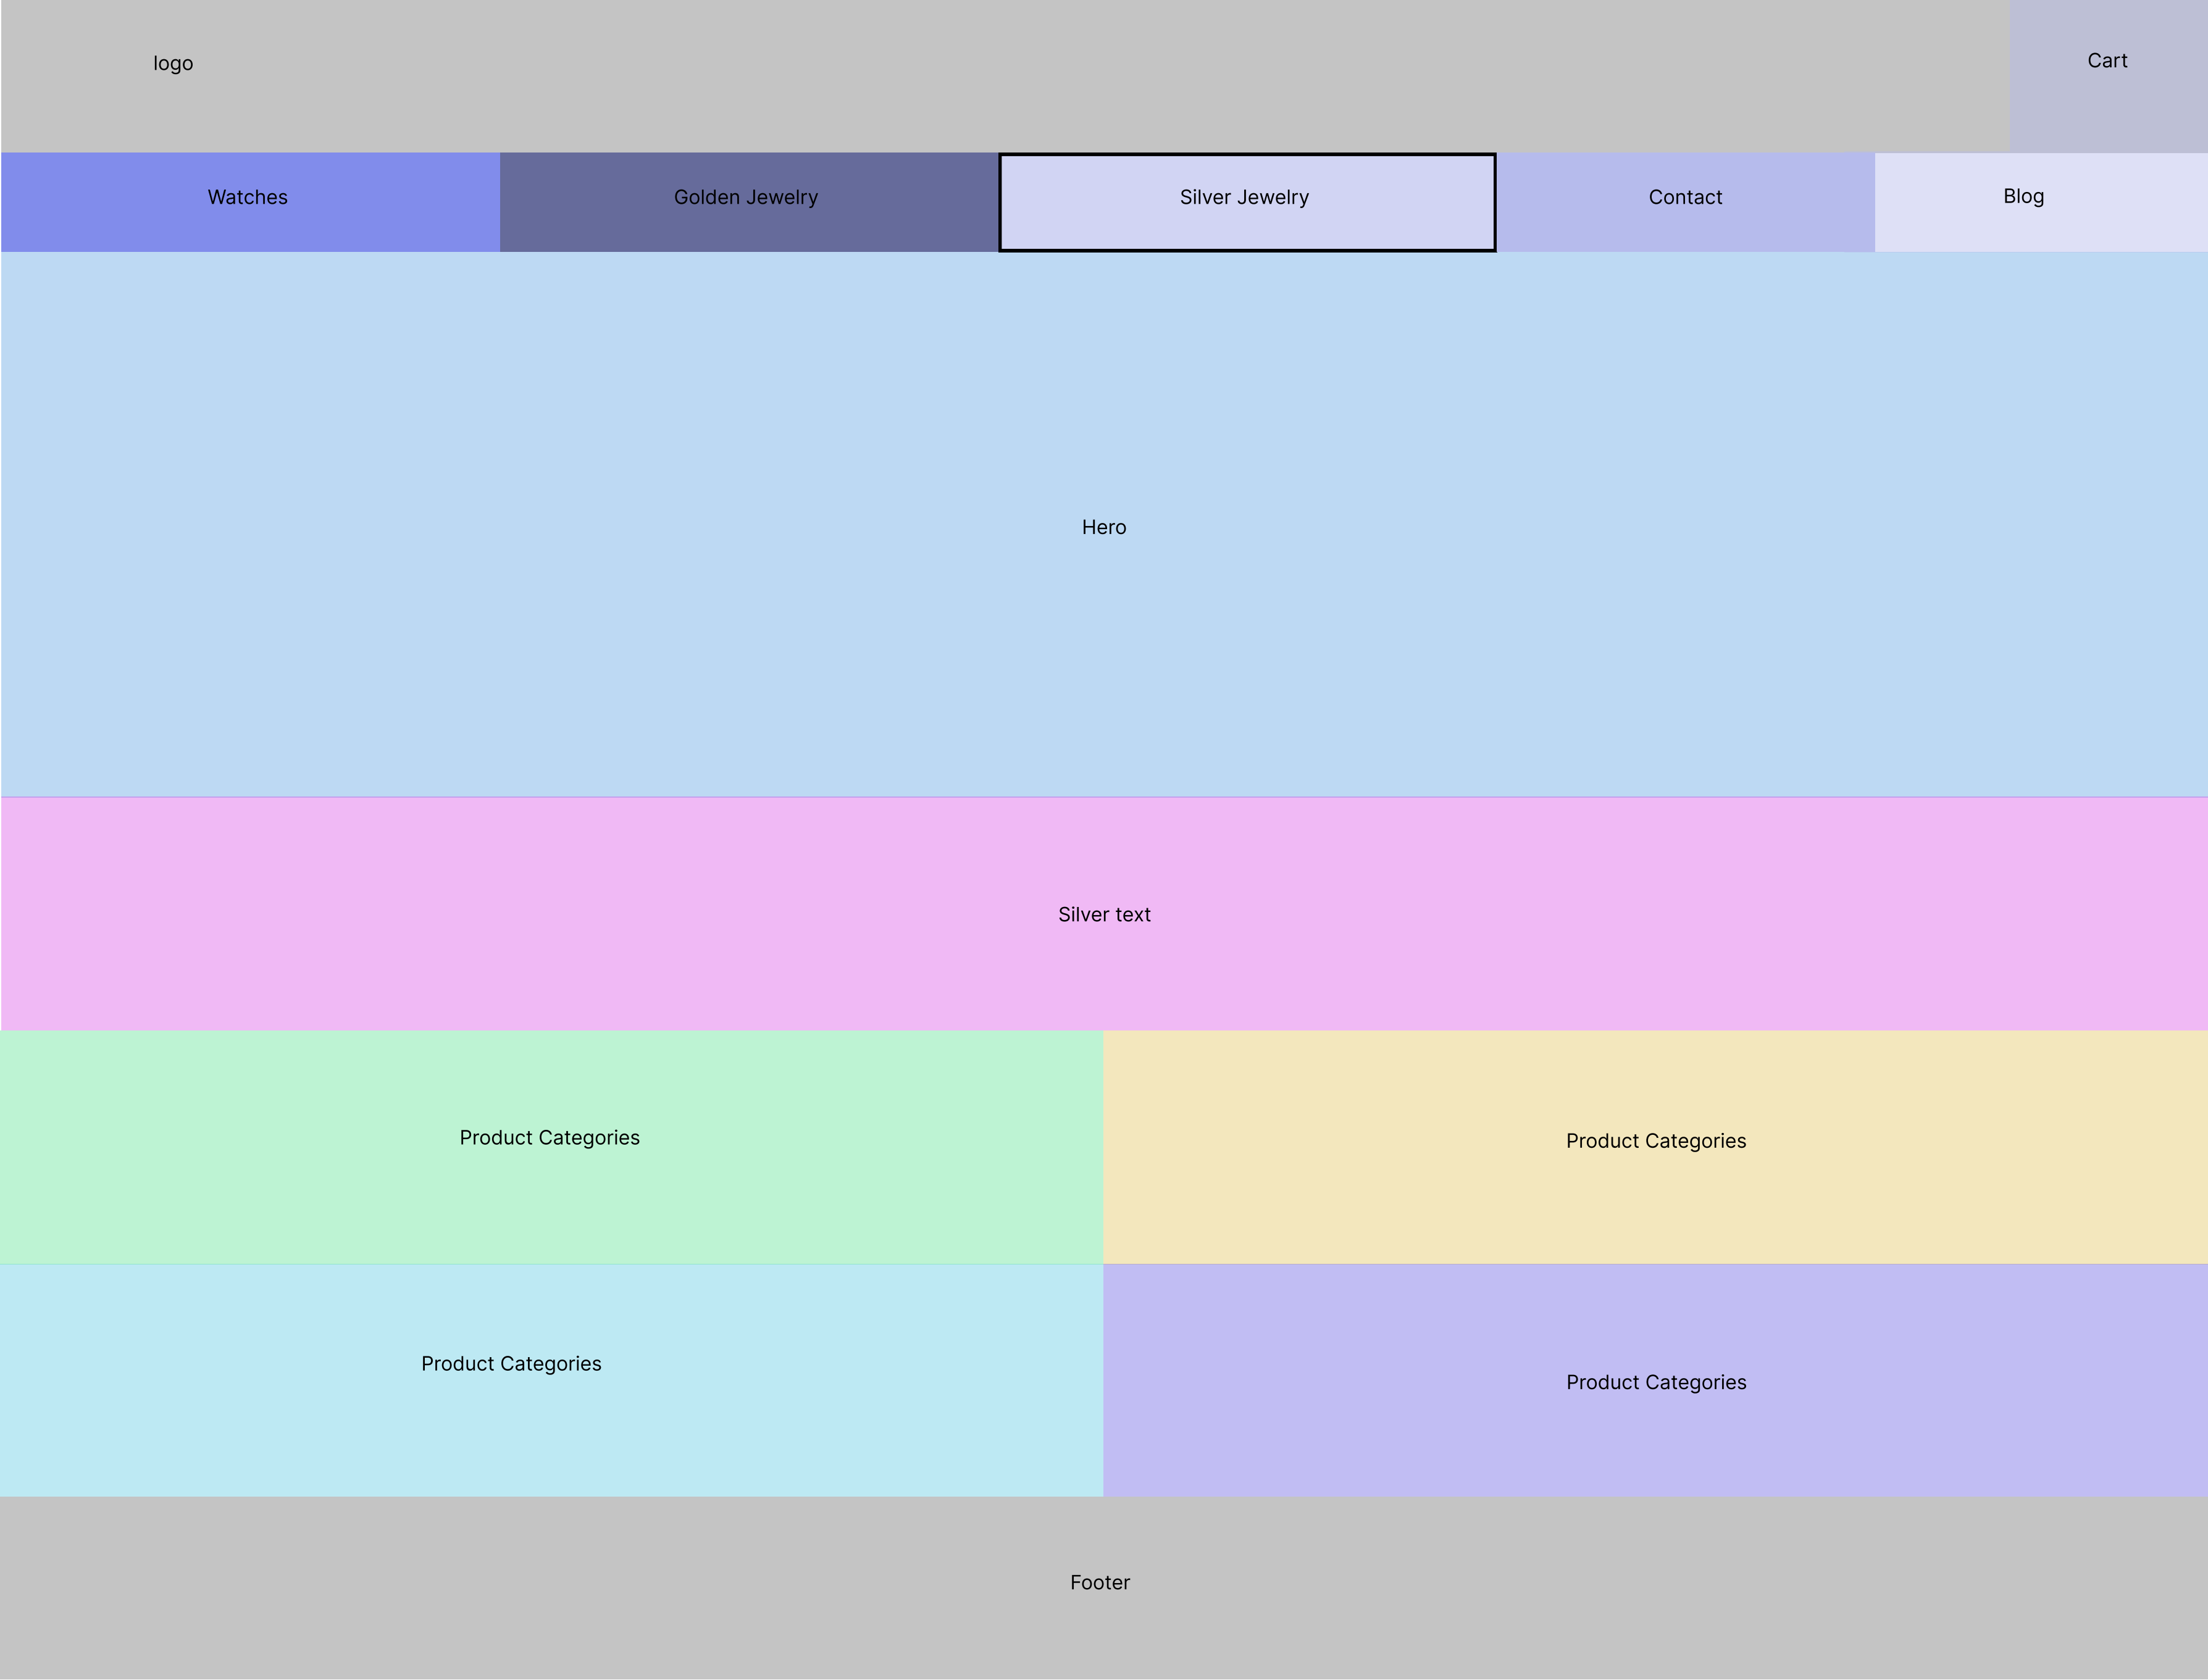 logo
Cart
Watches
Golden Jewelry
Silver Jewelry
Contact
Blog
Hero
Silver text
Product Categories
Product Categories
Product Categories
Product Categories
Footer